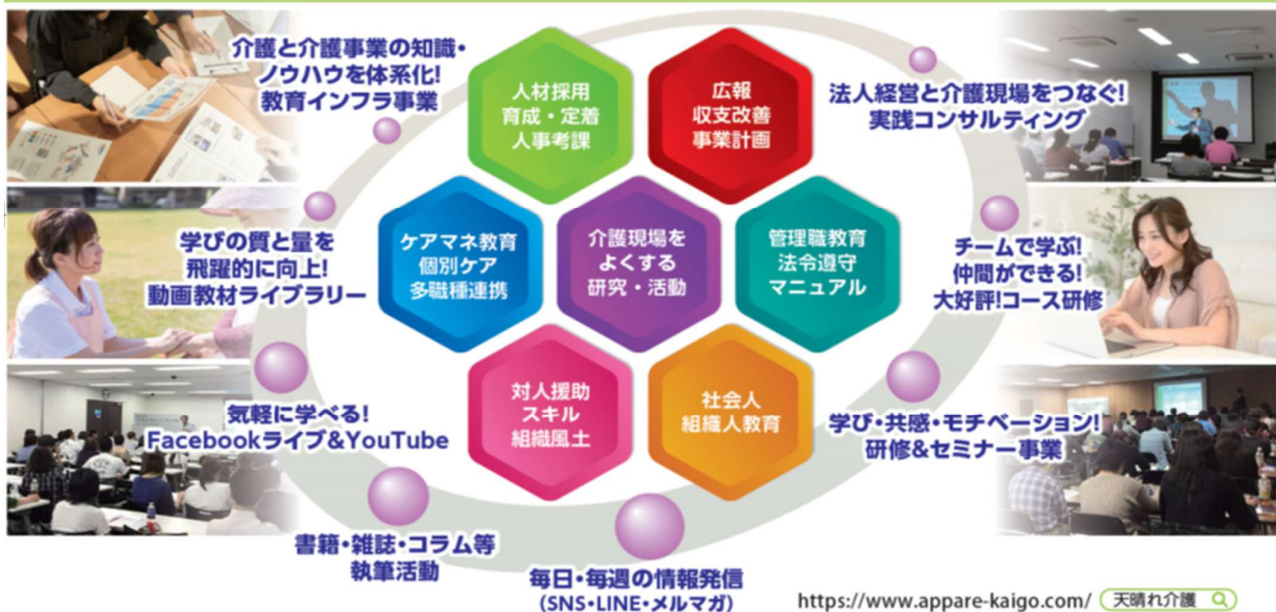 介護と介護事業の知識・
ノウハウを体系化!
教育インフラ事業
人材採用
育成・定着
人事考課
広報
収支改善
事業計画
法人経営と介護現場をつなぐ!
実践コンサルティング
学びの質と量を
飛躍的に向上!
動画教材ライブラリー
ケアマネ教育
個別ケア
多職種連携
介護現場を
よくする
研究・活動
管理職教育
法令遵守
マニュアル
チームで学ぶ!
仲間ができる!
大好評!コース研修
気軽に学べる!
Facebookライブ&YouTube
対人援助
スキル
組織風土
社会人
組織人教育
学び・共感・モチベーション!
研修&セミナー事業
書籍・雑誌・コラム等
執筆活動
毎日・毎週の情報発信
(SNS・LINE・メルマガ)
https://www.appare-kaigo.com/ 天晴れ介護